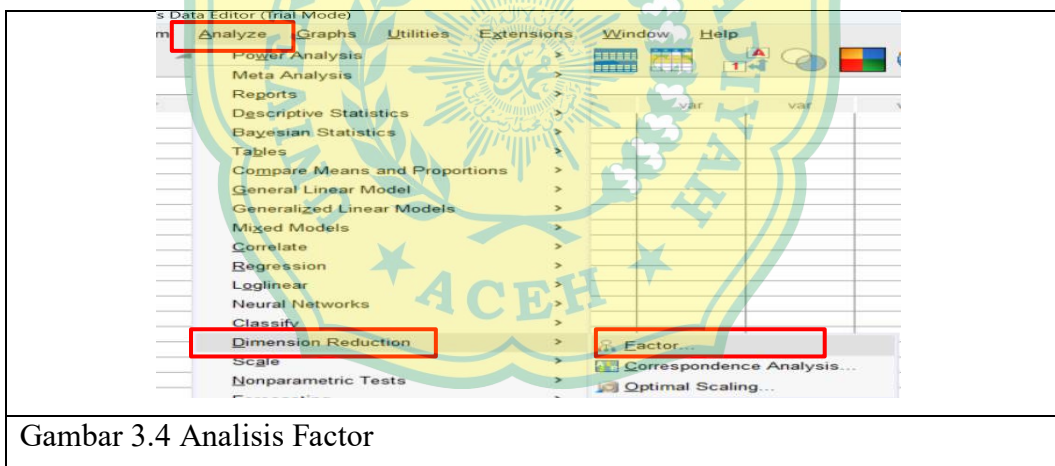 s Data Editor (Trial Mode)
Analyze Graphs Utilities Extensions Window Help
Power Analysis >
Meta Analysis >
Reports >
Descriptive Statistics >
Bayesian Statistics >
Tables >
Compare Means and Proportions >
General Linear Model >
Generalized Linear Models >
Mixed Models >
Correlate >
Regression >
Loglinear >
Neural Networks >
Classify >
Dimension Reduction >
Scale >
Nonparametric Tests >
A
1
var var
Factor...
Correspondence Analysis...
Optimal Scaling...
ACEH
Gambar 3.4 Analisis Factor